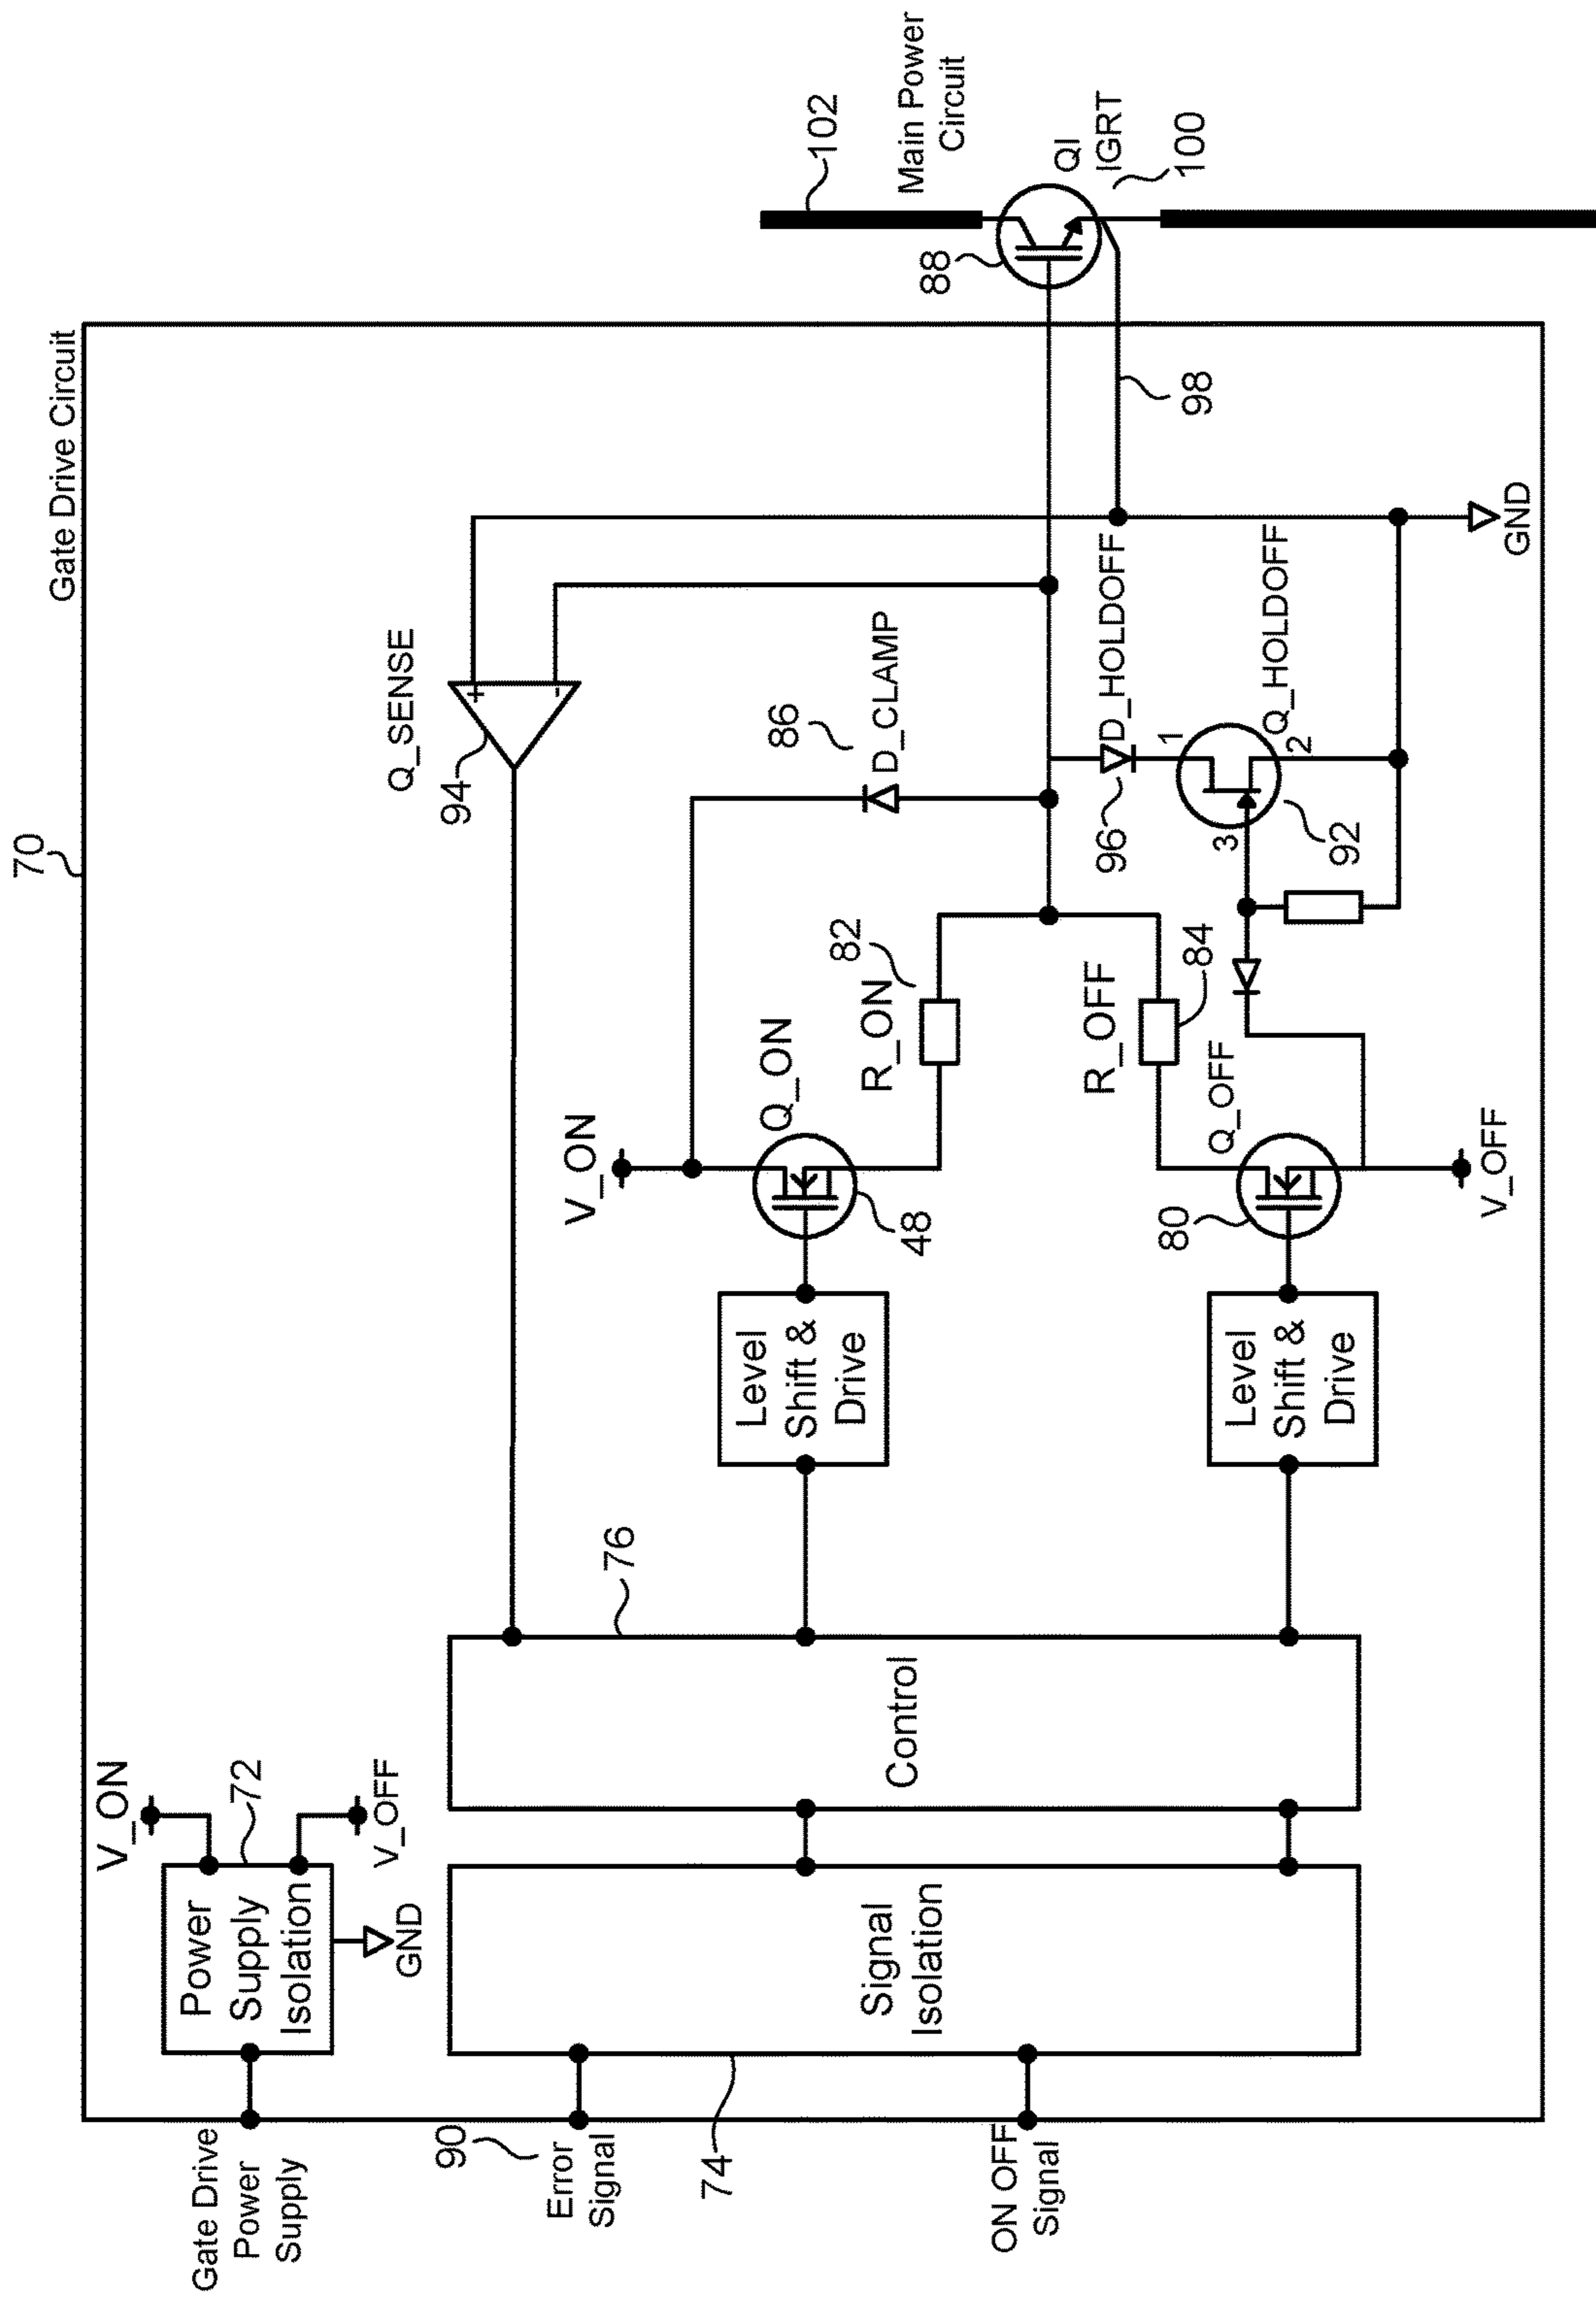 70
Gate Drive Circuit
102
Main Power
Circuit
88
QI
IGRT
100
98
Q_SENSE
94
86
D_CLAMP
D_HOLDOFF
96
1
2
3
Q_HOLDOFF
92
GND
V_ON
Q_ON
48
82
R_ON
R_OFF
84
Q_OFF
80
V_OFF
Level
Shift &
Drive
Level
Shift &
Drive
76
Control
V_ON
72
V_OFF
Power
Supply
Isolation
GND
Signal
Isolation
74
Gate Drive
Power
Supply
90
Error
Signal
ON OFF
Signal
+
-